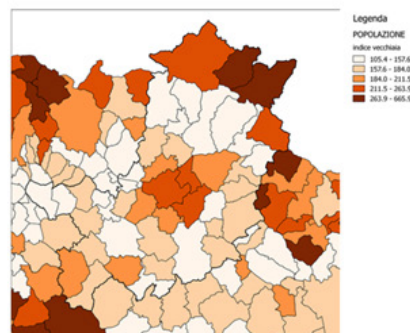 Legenda
POPOLAZIONE
indice vecchiaia
105.4 - 157.6
157.6 - 184.0
184.0 - 211.5
211.5 - 263.9
263.9 - 665.5